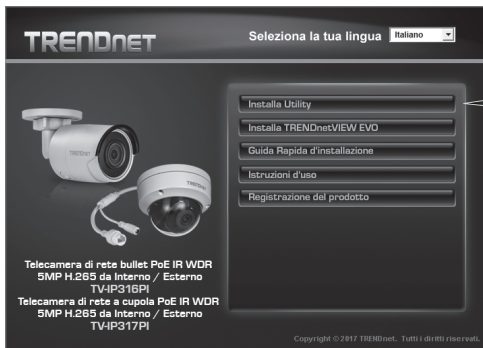 TRENDNET
Seleziona la tua lingua Italiano
Installa Utility
Installa TRENDnetVIEW EVO
Guida Rapida d'installazione
Istruzioni d'uso
Registrazione del prodotto
TRENDNET
Telecamera di rete bullet PoE IR WDR
5MP H.265 da Interno / Esterno
TV-IP316PI
Telecamera di rete a cupola PoE IR WDR
5MP H.265 da Interno / Esterno
TV-IP317PI
Copyright © 2017 TRENDnet. Tutti i diritti riservati.